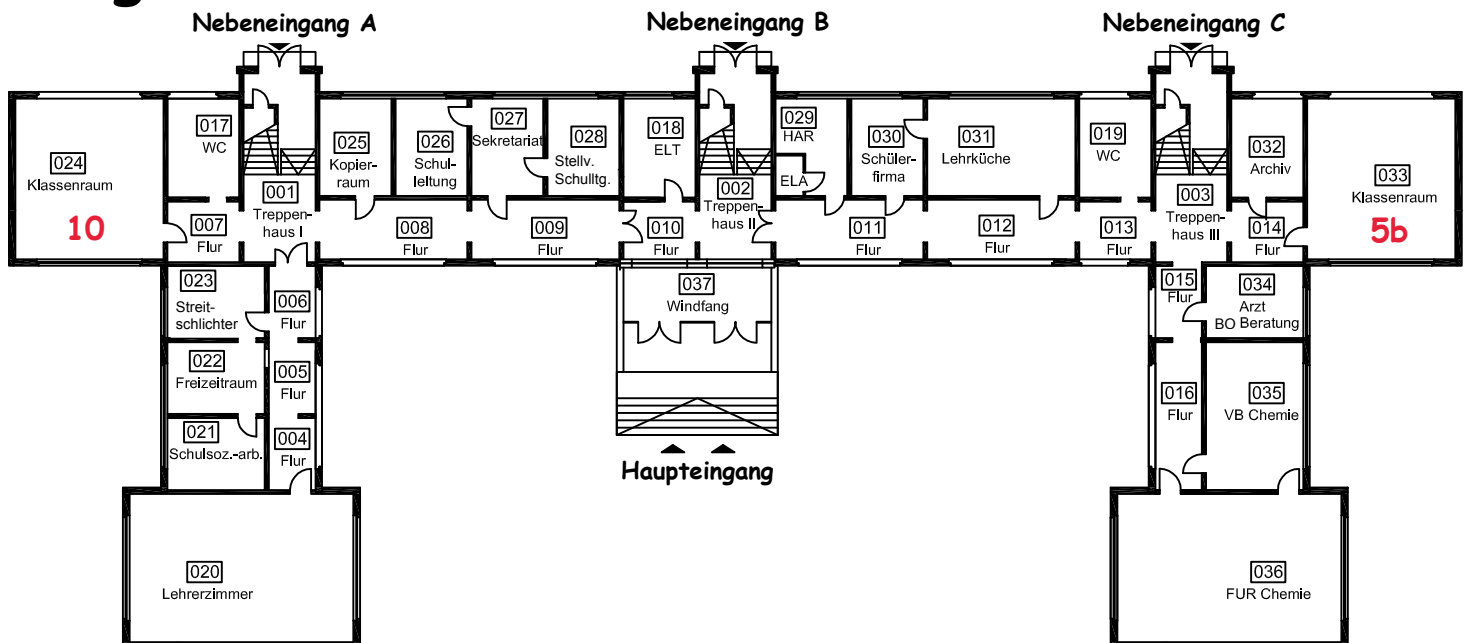 Nebeneingang A
Nebeneingang B
Nebeneingang C
024
Klassenraum
10
017
WC
007
Flur
001
Treppen-
haus I
025
Kopier-
raum
026
Schul-
leitung
027
Sekretariat
028
Stellv.
Schulltg.
018
ELT
008
Flur
009
Flur
010
Flur
002
Treppen-
haus II
029
HAR
ELA
030
Schüler-
firma
031
Lehrküche
019
WC
011
Flur
012
Flur
013
Flur
003
Treppen-
haus III
032
Archiv
014
Flur
033
Klassenraum
5b
023
Streit-
schlichter
006
Flur
022
Freizeitraum
005
Flur
021
Schulsoz.-arb.
004
Flur
020
Lehrerzimmer
037
Windfang
Haupteingang
015
Flur
034
Arzt
BO Beratung
016
Flur
035
VB Chemie
036
FUR Chemie